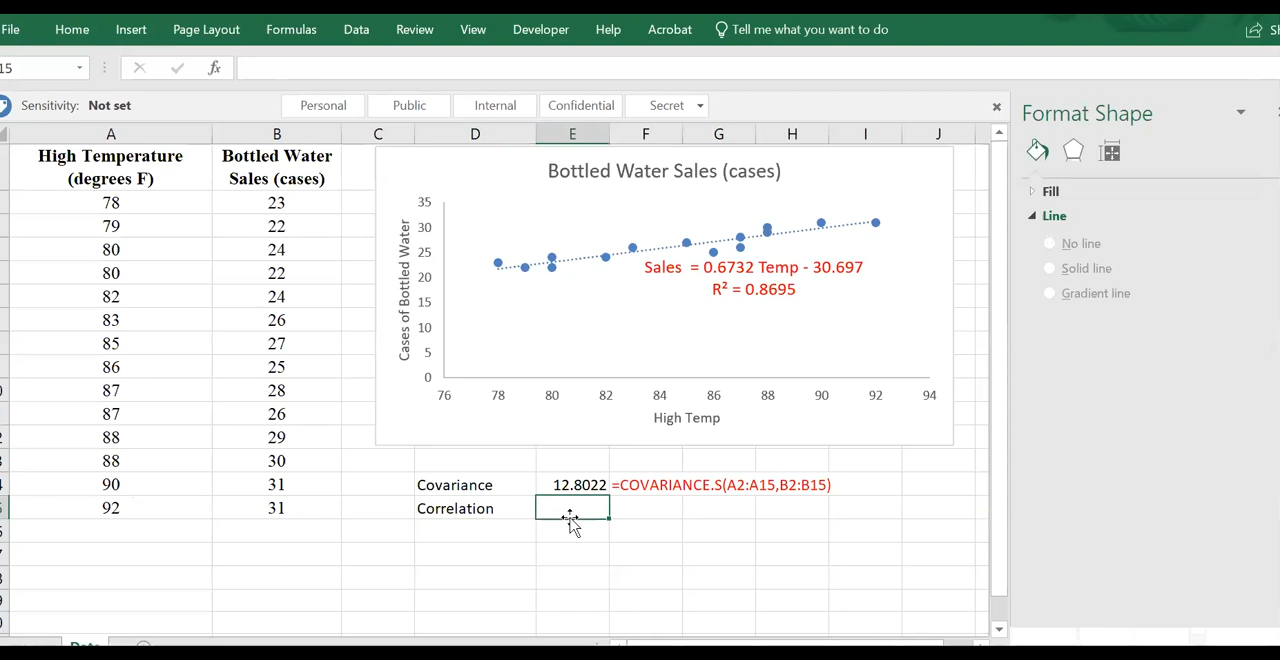 File Home Insert Page Layout Formulas Data Review View Developer Help Acrobat Tell me what you want to do
15 fx
Sensitivity: Not set Personal Public Internal Confidential Secret
Format Shape
Fill
Line
No line
Solid line
Gradient line
A B C D E F G H I J
High Temperature (degrees F) Bottled Water Sales (cases)
78 23
79 22
80 24
80 22
82 24
83 26
85 27
86 25
87 28
87 26
88 29
88 30
90 31
92 31
Bottled Water Sales (cases)
Cases of Bottled Water
35
30
25
20
15
10
5
0
Sales = 0.6732 Temp - 30.697
R² = 0.8695
76 78 80 82 84 86 88 90 92 94
High Temp
Covariance 12.8022 =COVARIANCE.S(A2:A15,B2:B15)
Correlation